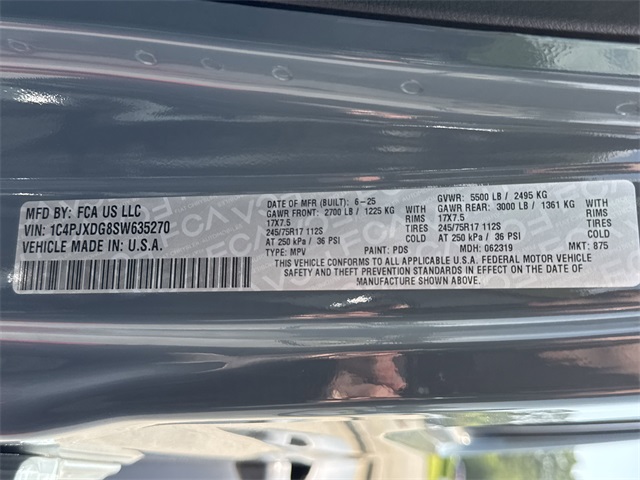 MFD BY: FCA US LLC
VIN: 1C4PJXDG8SW635270
VEHICLE MADE IN U.S.A.
DATE OF MFR (BUILT): 6-25
GAWR FRONT: 2700 LB / 1225 KG WITH
17X7.5 RIMS
245/75R17 112S TIRES
AT 250 kPa / 36 PSI COLD
TYPE: MPV PAINT: PDS
GVWR: 5500 LB / 2495 KG
GAWR REAR: 3000 LB / 1361 KG WITH
17X7.5 RIMS
245/75R17 112S TIRES
AT 250 kPa / 36 PSI COLD
MDH: 062319 MKT: 875
THIS VEHICLE CONFORMS TO ALL APPLICABLE U.S.A. FEDERAL MOTOR VEHICLE
SAFETY AND THEFT PREVENTION STANDARDS IN EFFECT ON THE DATE OF
MANUFACTURE SHOWN ABOVE.